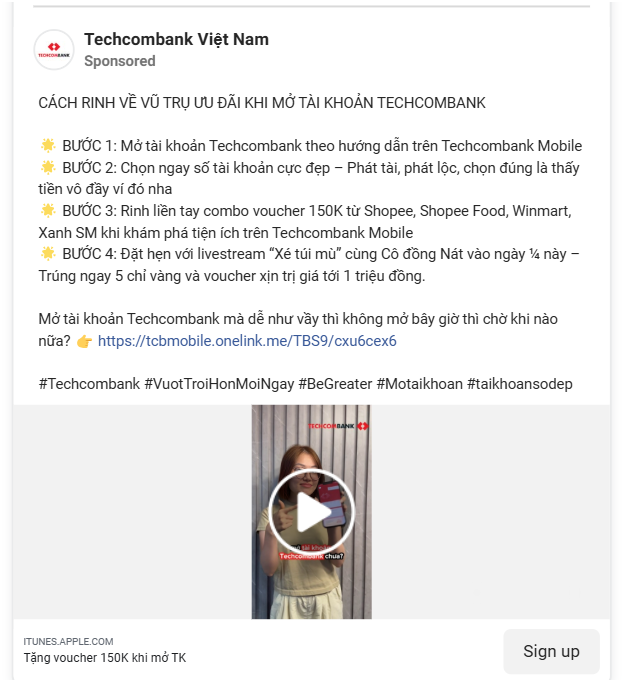 Techcombank Việt Nam
TECHCOMBANK
Sponsored
CÁCH RINH VỀ VŨ TRỤ ƯU ĐÃI KHI MỞ TÀI KHOẢN TECHCOMBANK
🌟 BƯỚC 1: Mở tài khoản Techcombank theo hướng dẫn trên Techcombank Mobile
🌟 BƯỚC 2: Chọn ngay số tài khoản cực đẹp – Phát tài, phát lộc, chọn đúng là thấy
tiền vô đầy ví đó nha
🌟 BƯỚC 3: Rinh liền tay combo voucher 150K từ Shopee, Shopee Food, Winmart,
Xanh SM khi khám phá tiện ích trên Techcombank Mobile
🌟 BƯỚC 4: Đặt hẹn với livestream “Xé túi mù” cùng Cô đồng Nát vào ngày ¼ này –
Trúng ngay 5 chỉ vàng và voucher xịn trị giá tới 1 triệu đồng.
Mở tài khoản Techcombank mà dễ như vầy thì không mở bây giờ thì chờ khi nào
nữa? 👉 https://tcbmobile.onelink.me/TBS9/cxu6cex6
#Techcombank #VuotTroiHonMoiNgay #BeGreater #Motaikhoan #taikhoansodep
TECHCOMBANK
tài khoản
Techcombank chưa?
ITUNES.APPLE.COM
Tặng voucher 150K khi mở TK
Sign up